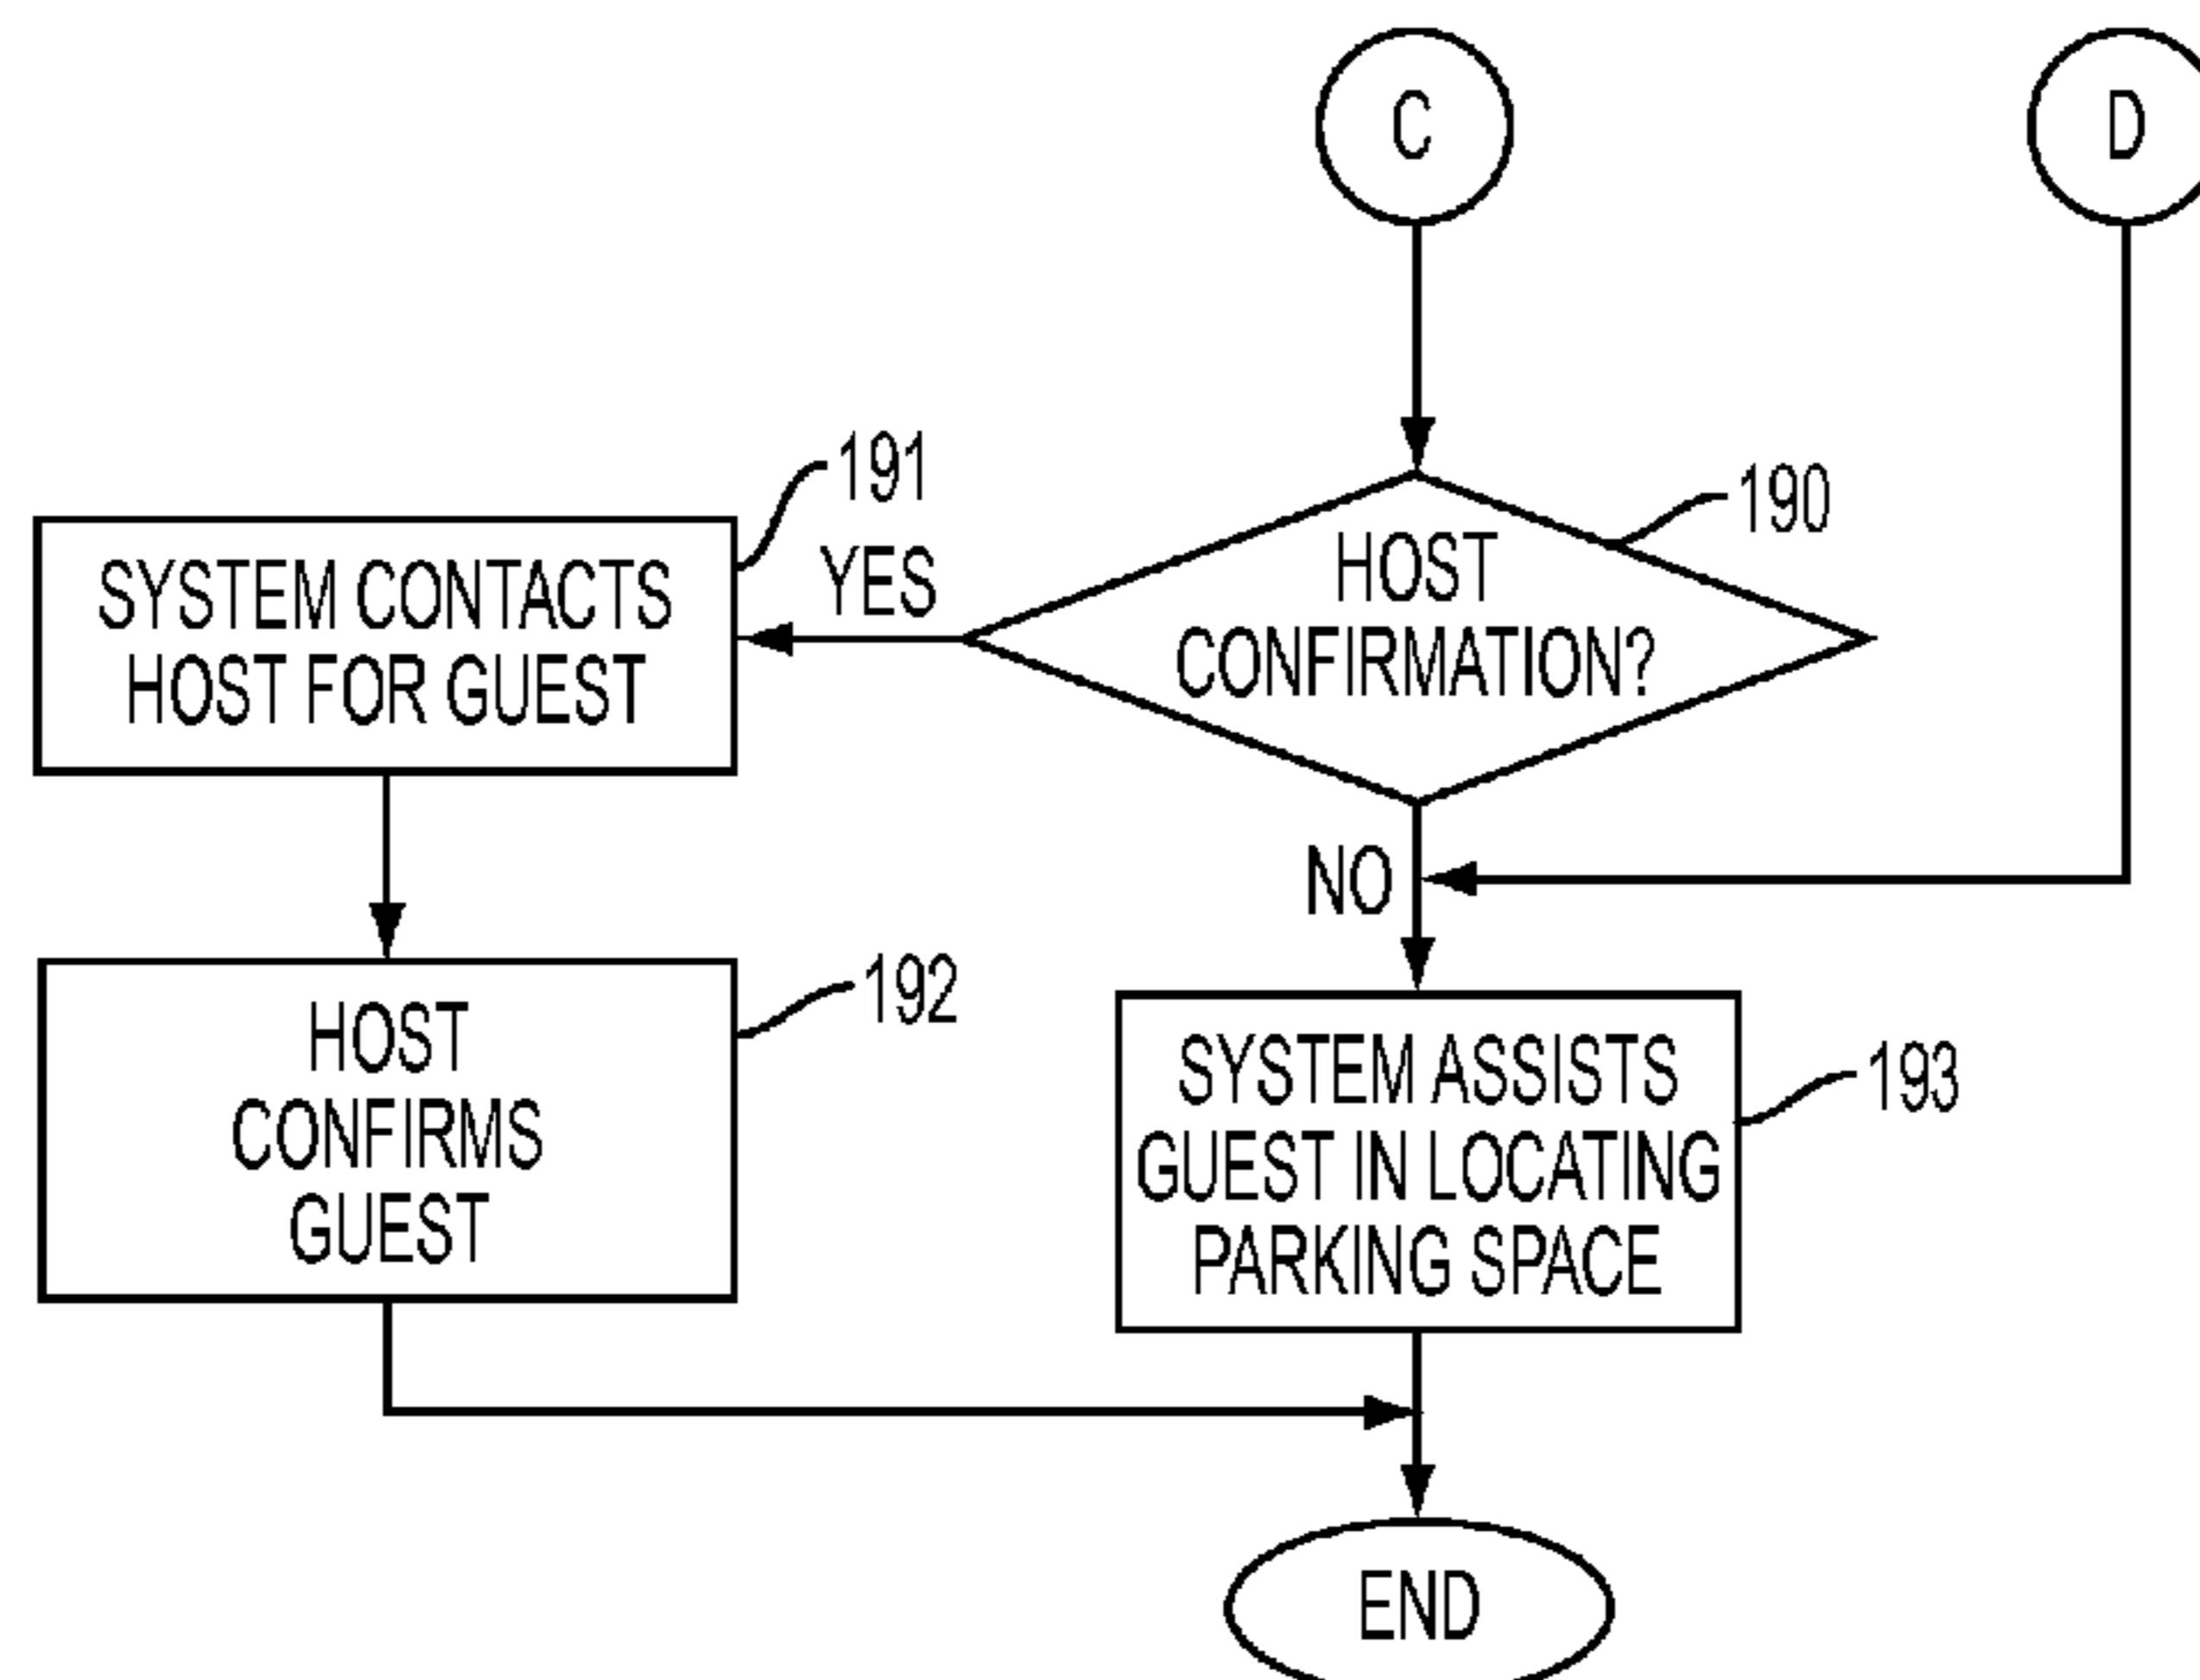 C
D
191
190
SYSTEM CONTACTS
HOST FOR GUEST
YES
HOST
CONFIRMATION?
NO
192
HOST
CONFIRMS
GUEST
SYSTEM ASSISTS
GUEST IN LOCATING
PARKING SPACE
193
END